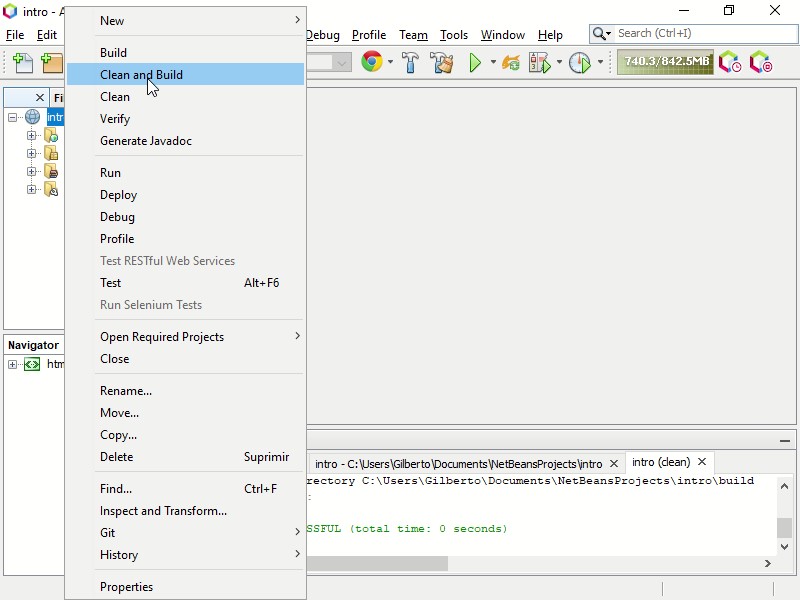 intro - A
File Edit Debug Profile Team Tools Window Help
Search (Ctrl+I)
740.3/842.5MB
Fi
intr
Navigator
htm
New
Build
Clean and Build
Clean
Verify
Generate Javadoc
Run
Deploy
Debug
Profile
Test RESTful Web Services
Test Alt+F6
Run Selenium Tests
Open Required Projects
Close
Rename...
Move...
Copy...
Delete Suprimir
Find... Ctrl+F
Inspect and Transform...
Git
History
Properties
intro - C:\Users\Gilberto\Documents\NetBeansProjects\intro
intro (clean)
rectory C:\Users\Gilberto\Documents\NetBeansProjects\intro\build
:
SSFUL (total time: 0 seconds)